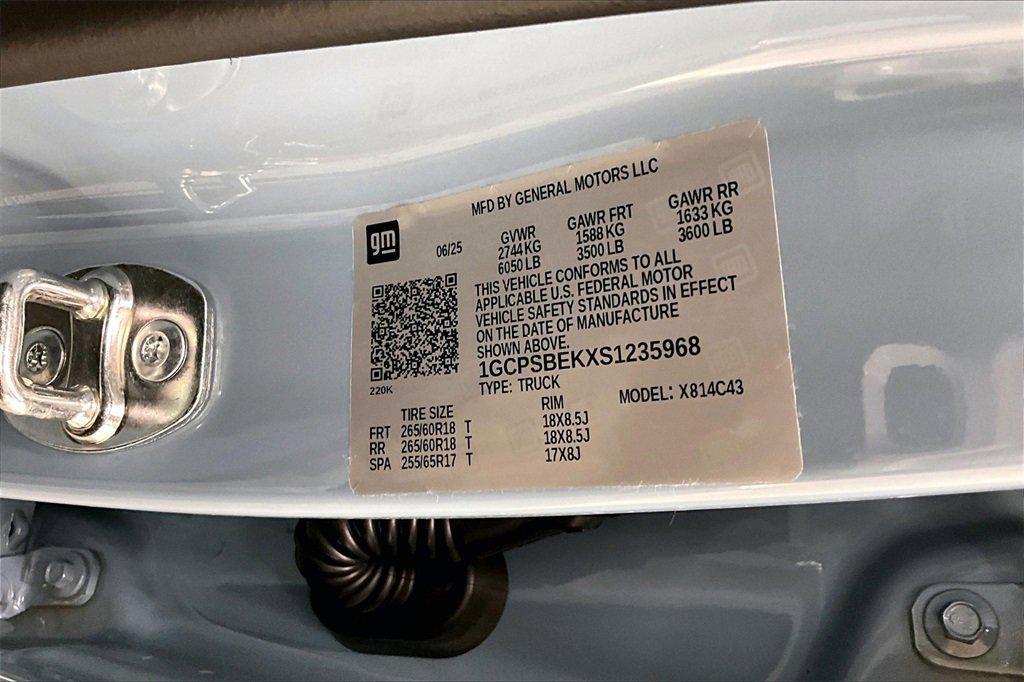 MFD BY GENERAL MOTORS LLC
gm
06/25 GVWR GAWR FRT GAWR RR
2744 KG 1588 KG 1633 KG
6050 LB 3500 LB 3600 LB
THIS VEHICLE CONFORMS TO ALL
APPLICABLE U.S. FEDERAL MOTOR
VEHICLE SAFETY STANDARDS IN EFFECT
ON THE DATE OF MANUFACTURE
SHOWN ABOVE.
1GCPSBEKXS1235968
220K
TYPE: TRUCK MODEL: X814C43
TIRE SIZE RIM
FRT 265/60R18 T 18X8.5J
RR 265/60R18 T 18X8.5J
SPA 255/65R17 T 17X8J